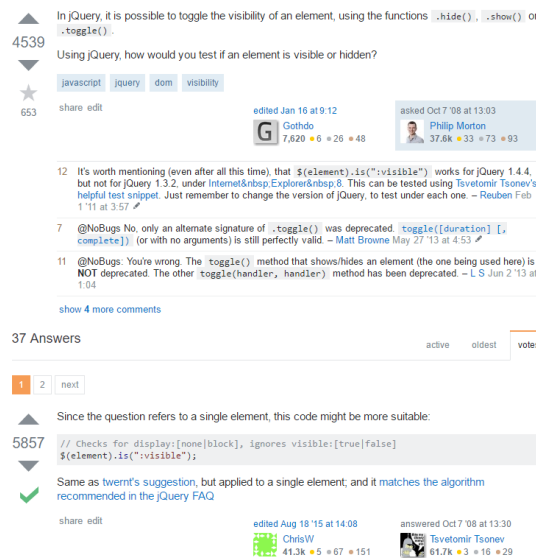 In jQuery, it is possible to toggle the visibility of an element, using the functions .hide() , .show() or
.toggle() .
4539
Using jQuery, how would you test if an element is visible or hidden?
javascript jquery dom visibility
653
share edit
edited Jan 16 at 9:12
Gothdo
7,620 6 26 48
asked Oct 7 '08 at 13:03
Philip Morton
37.6k 33 73 93
12 It's worth mentioning (even after all this time), that $(element).is(":visible") works for jQuery 1.4.4,
but not for jQuery 1.3.2, under Internet&nbsp;Explorer&nbsp;8. This can be tested using Tsvetomir Tsonev's
helpful test snippet. Just remember to change the version of jQuery, to test under each one. – Reuben Feb
1 '11 at 3:57
7 @NoBugs No, only an alternate signature of .toggle() was deprecated. toggle([duration] [,
complete]) (or with no arguments) is still perfectly valid. – Matt Browne May 27 '13 at 4:53
11 @NoBugs: You're wrong. The toggle() method that shows/hides an element (the one being used here) is
NOT deprecated. The other toggle(handler, handler) method has been deprecated. – L S Jun 2 '13 at
1:04
show 4 more comments
37 Answers
active oldest votes
1 2 next
Since the question refers to a single element, this code might be more suitable:
5857
// Checks for display:[none|block], ignores visible:[true|false]
$(element).is(":visible");
Same as twernt's suggestion, but applied to a single element; and it matches the algorithm
recommended in the jQuery FAQ
share edit
edited Aug 18 '15 at 14:08
ChrisW
41.3k 5 67 151
answered Oct 7 '08 at 13:30
Tsvetomir Tsonev
61.7k 3 16 29